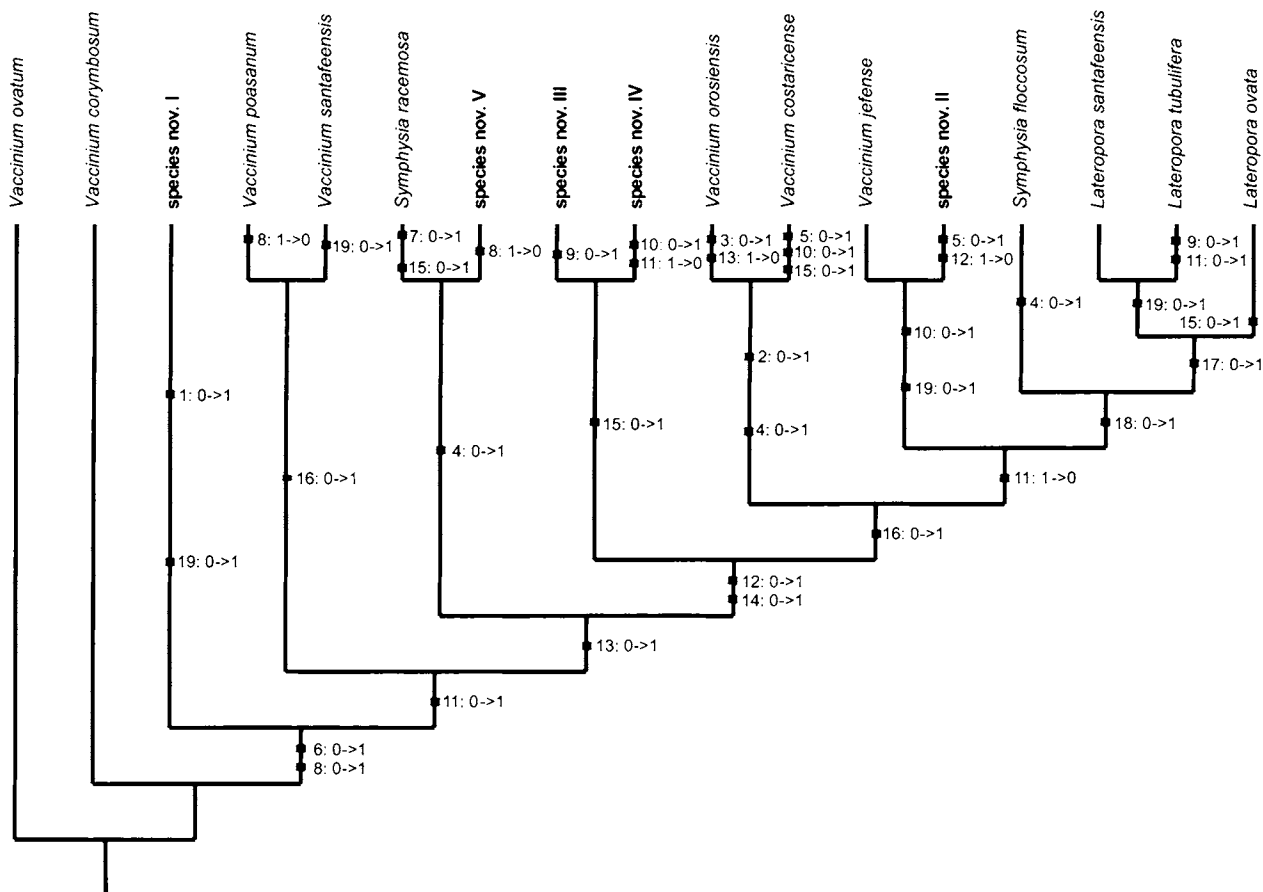 Vaccinium ovatum
Vaccinium corymbosum
species nov. I
Vaccinium poasanum
Vaccinium santafeensis
Symphysia racemosa
species nov. V
species nov. III
species nov. IV
Vaccinium orosiensis
Vaccinium costaricense
Vaccinium jefense
species nov. II
Symphysia floccosum
Lateropora santafeensis
Lateropora tubulifera
Lateropora ovata
8: 1->0
19: 0->1
7: 0->1
15: 0->1
8: 1->0
9: 0->1
10: 0->1
11: 1->0
3: 0->1
13: 1->0
5: 0->1
10: 0->1
15: 0->1
5: 0->1
12: 1->0
9: 0->1
11: 0->1
4: 0->1
19: 0->1
15: 0->1
10: 0->1
2: 0->1
17: 0->1
19: 0->1
1: 0->1
15: 0->1
4: 0->1
18: 0->1
4: 0->1
16: 0->1
11: 1->0
16: 0->1
19: 0->1
12: 0->1
14: 0->1
13: 0->1
11: 0->1
6: 0->1
8: 0->1